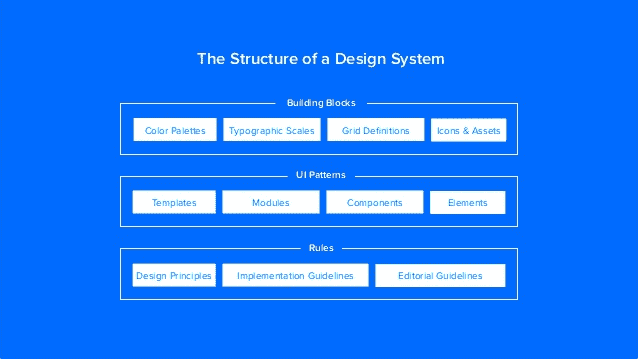 The Structure of a Design System
Building Blocks
Color Palettes Typographic Scales Grid Definitions Icons & Assets
UI Patterns
Templates Modules Components Elements
Rules
Design Principles Implementation Guidelines Editorial Guidelines